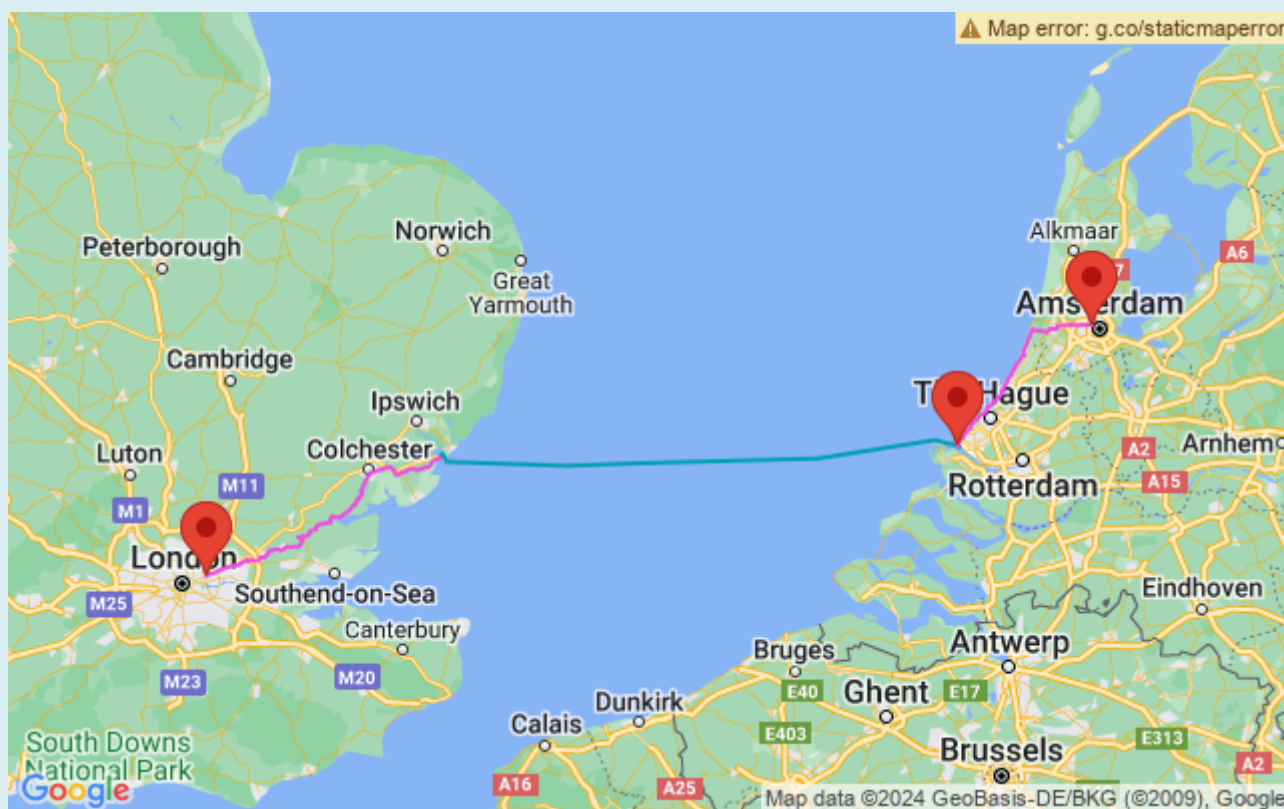 Map error: g.co/staticmaperror
Alkmaar
Norwich
Peterborough
A6
7
Great
Yarmouth
Amsterdam
Cambridge
The Hague
Ipswich
Colchester
Luton
A2
Arnhem
M11
Rotterdam
A15
M1
London
Southend-on-Sea
M25
Eindhoven
Canterbury
Antwerp
Bruges
M23
M20
E40
Ghent
E17
Dunkirk
Calais
E403
E313
South Downs
National Park
Brussels
A2
A16
A25
Google
Map data ©2024 GeoBasis-DE/BKG (©2009), Google